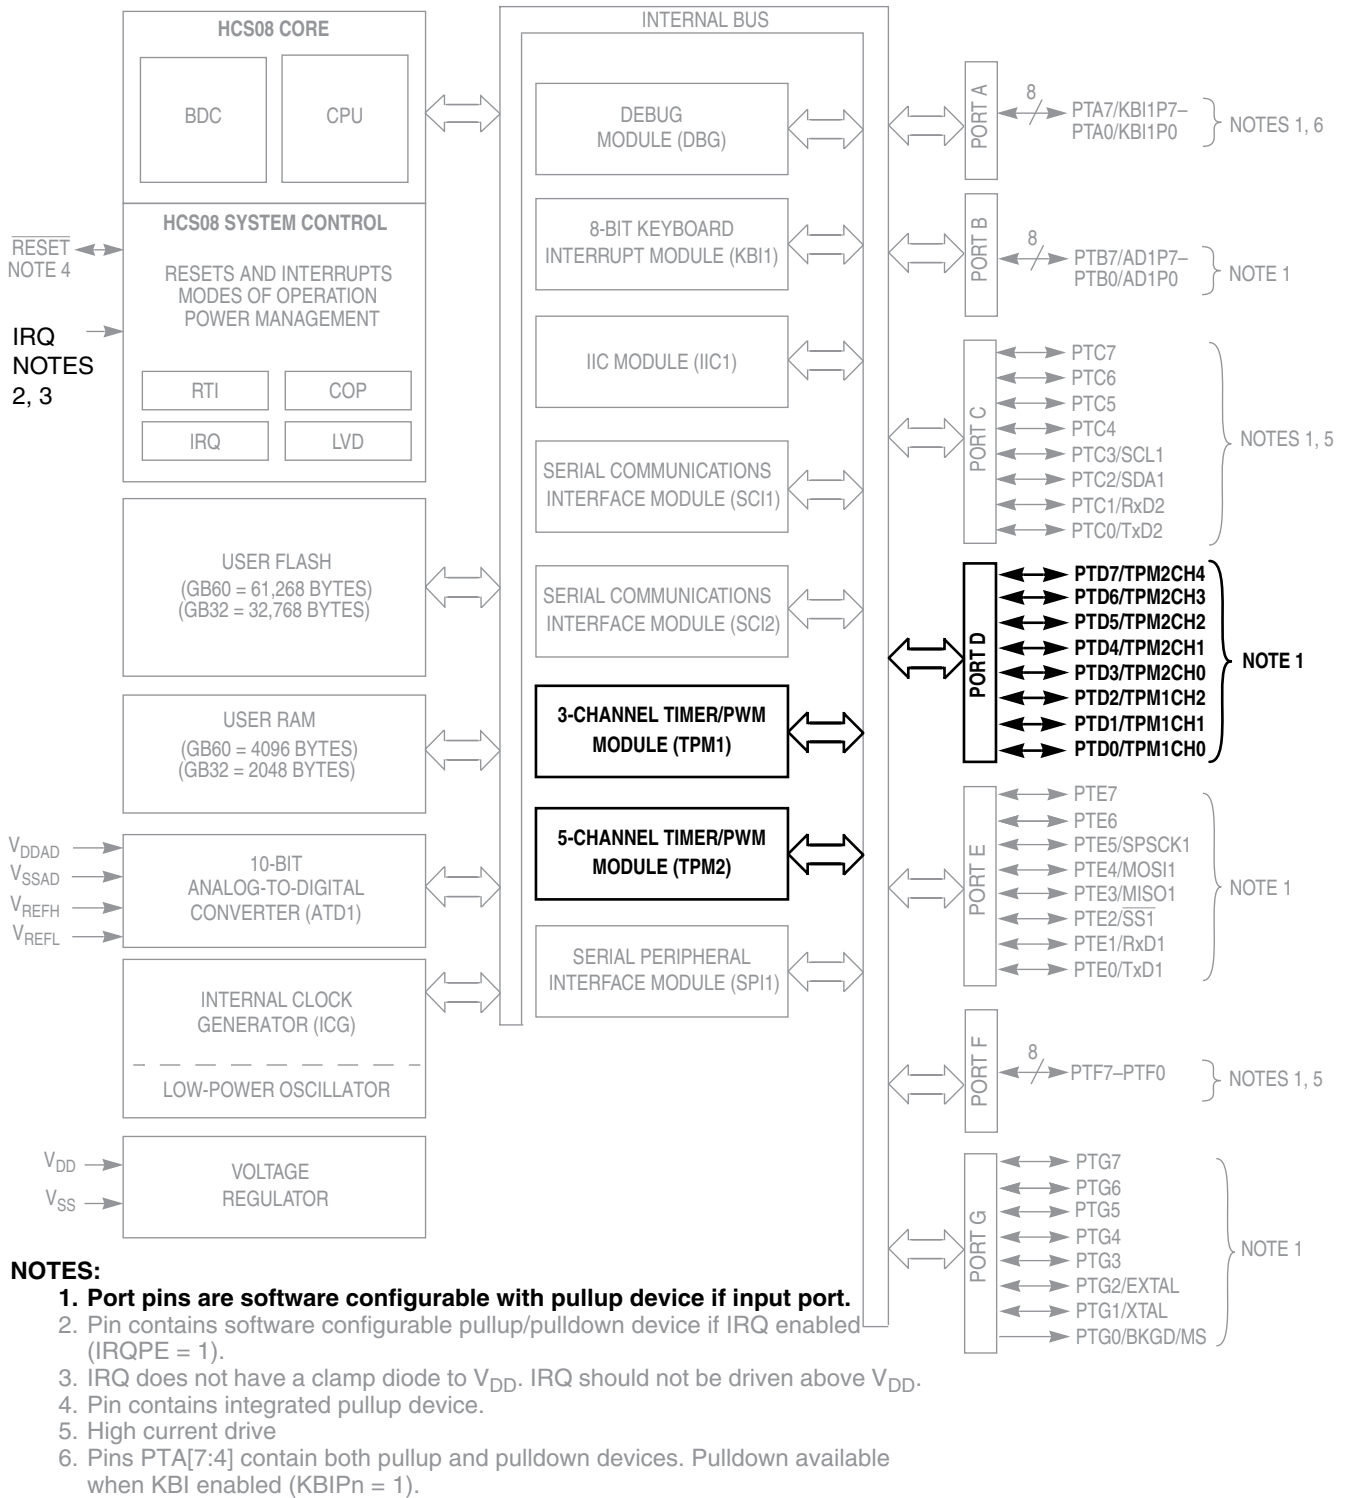 HCS08 CORE
BDC
CPU
HCS08 SYSTEM CONTROL
RESETS AND INTERRUPTS
MODES OF OPERATION
POWER MANAGEMENT
RTI
COP
IRQ
LVD
RESET
NOTE 4
IRQ
NOTES
2, 3
USER FLASH
(GB60 = 61,268 BYTES)
(GB32 = 32,768 BYTES)
USER RAM
(GB60 = 4096 BYTES)
(GB32 = 2048 BYTES)
VDDAD
VSSAD
VREFH
VREFL
10-BIT
ANALOG-TO-DIGITAL
CONVERTER (ATD1)
INTERNAL CLOCK
GENERATOR (ICG)
LOW-POWER OSCILLATOR
VDD
VSS
VOLTAGE
REGULATOR
INTERNAL BUS
DEBUG
MODULE (DBG)
8-BIT KEYBOARD
INTERRUPT MODULE (KBI1)
IIC MODULE (IIC1)
SERIAL COMMUNICATIONS
INTERFACE MODULE (SCI1)
SERIAL COMMUNICATIONS
INTERFACE MODULE (SCI2)
3-CHANNEL TIMER/PWM
MODULE (TPM1)
5-CHANNEL TIMER/PWM
MODULE (TPM2)
SERIAL PERIPHERAL
INTERFACE MODULE (SPI1)
PORT A
8
PTA7/KBI1P7–
PTA0/KBI1P0
NOTES 1, 6
PORT B
8
PTB7/AD1P7–
PTB0/AD1P0
NOTE 1
PORT C
PTC7
PTC6
PTC5
PTC4
PTC3/SCL1
PTC2/SDA1
PTC1/RxD2
PTC0/TxD2
NOTES 1, 5
PORT D
PTD7/TPM2CH4
PTD6/TPM2CH3
PTD5/TPM2CH2
PTD4/TPM2CH1
PTD3/TPM2CH0
PTD2/TPM1CH2
PTD1/TPM1CH1
PTD0/TPM1CH0
NOTE 1
PORT E
PTE7
PTE6
PTE5/SPSCK1
PTE4/MOSI1
PTE3/MISO1
PTE2/SS1
PTE1/RxD1
PTE0/TxD1
NOTE 1
PORT F
8
PTF7–PTF0
NOTES 1, 5
PORT G
PTG7
PTG6
PTG5
PTG4
PTG3
PTG2/EXTAL
PTG1/XTAL
PTG0/BKGD/MS
NOTE 1
NOTES:
1. Port pins are software configurable with pullup device if input port.
2. Pin contains software configurable pullup/pulldown device if IRQ enabled
(IRQPE = 1).
3. IRQ does not have a clamp diode to VDD. IRQ should not be driven above VDD.
4. Pin contains integrated pullup device.
5. High current drive
6. Pins PTA[7:4] contain both pullup and pulldown devices. Pulldown available
when KBI enabled (KBIPn = 1).